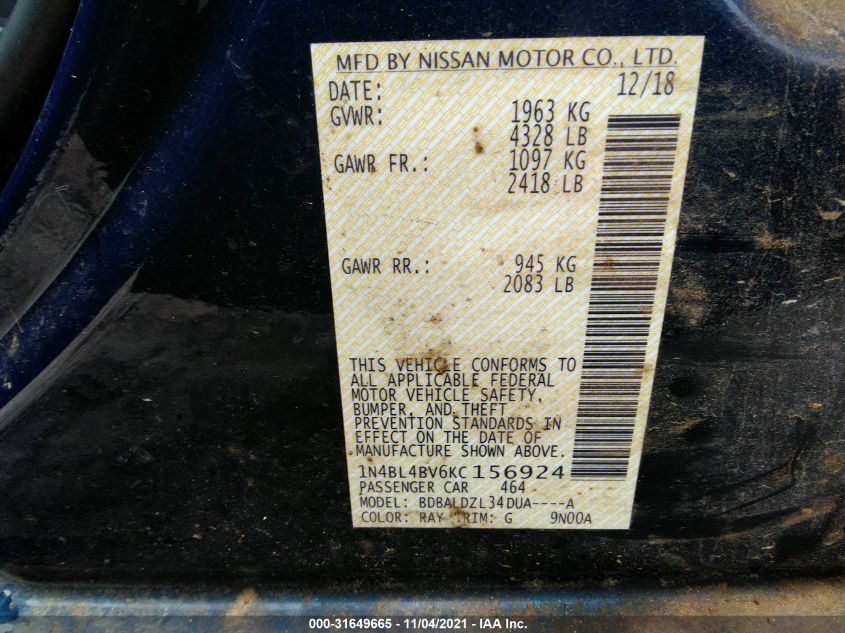 MFD BY NISSAN MOTOR CO., LTD.
DATE: 12/18
GVWR: 1963 KG
4328 LB
GAWR FR.: 1097 KG
2418 LB
GAWR RR.: 945 KG
2083 LB
THIS VEHICLE CONFORMS TO
ALL APPLICABLE FEDERAL
MOTOR VEHICLE SAFETY,
BUMPER, AND THEFT
PREVENTION STANDARDS IN
EFFECT ON THE DATE OF
MANUFACTURE SHOWN ABOVE.
1N4BL4BV6KC156924
PASSENGER CAR 464
MODEL: BDBALDZL34DUA----A
COLOR: RAY TRIM: G 9N00A
000-31649665 - 11/04/2021 - IAA Inc.